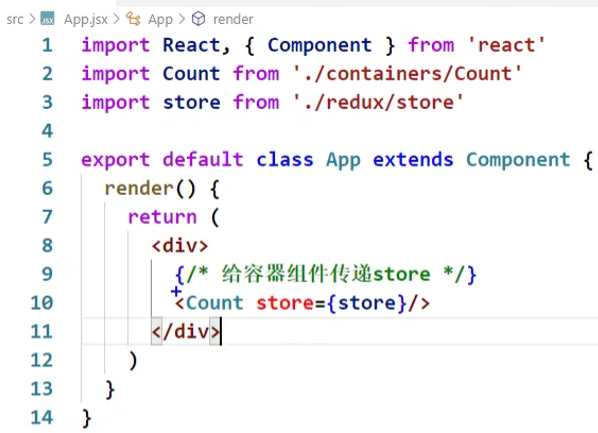 src > App.jsx > App > render
1 import React, { Component } from 'react'
2 import Count from './containers/Count'
3 import store from './redux/store'
4
5 export default class App extends Component {
6   render() {
7     return (
8       <div>
9         {/* 给容器组件传递store */}
10         <Count store={store}/>
11       </div>
12     )
13   }
14 }